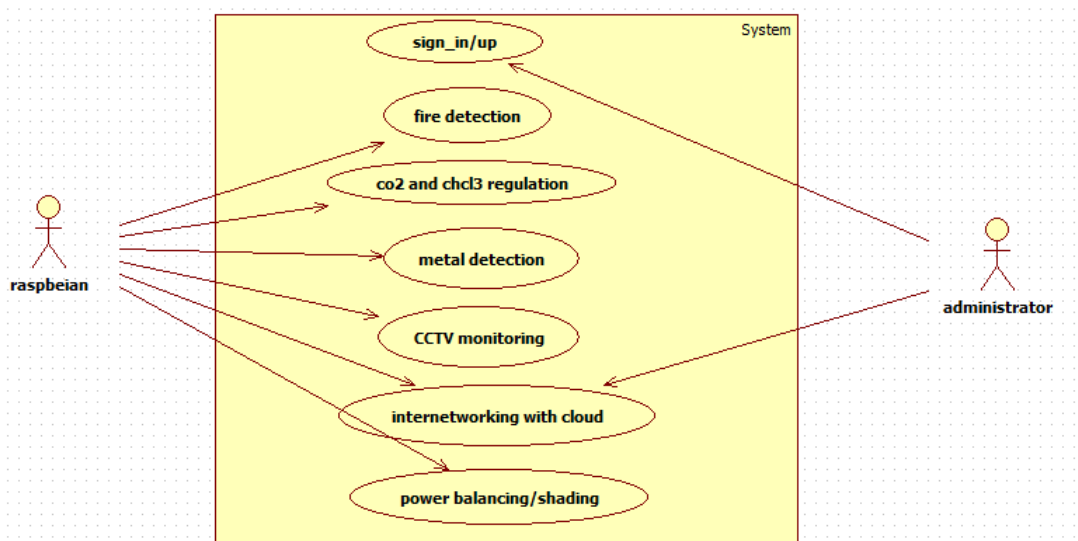 System
sign_in/up
fire detection
co2 and chcl3 regulation
raspbeian
metal detection
administrator
CCTV monitoring
internetworking with cloud
power balancing/shading